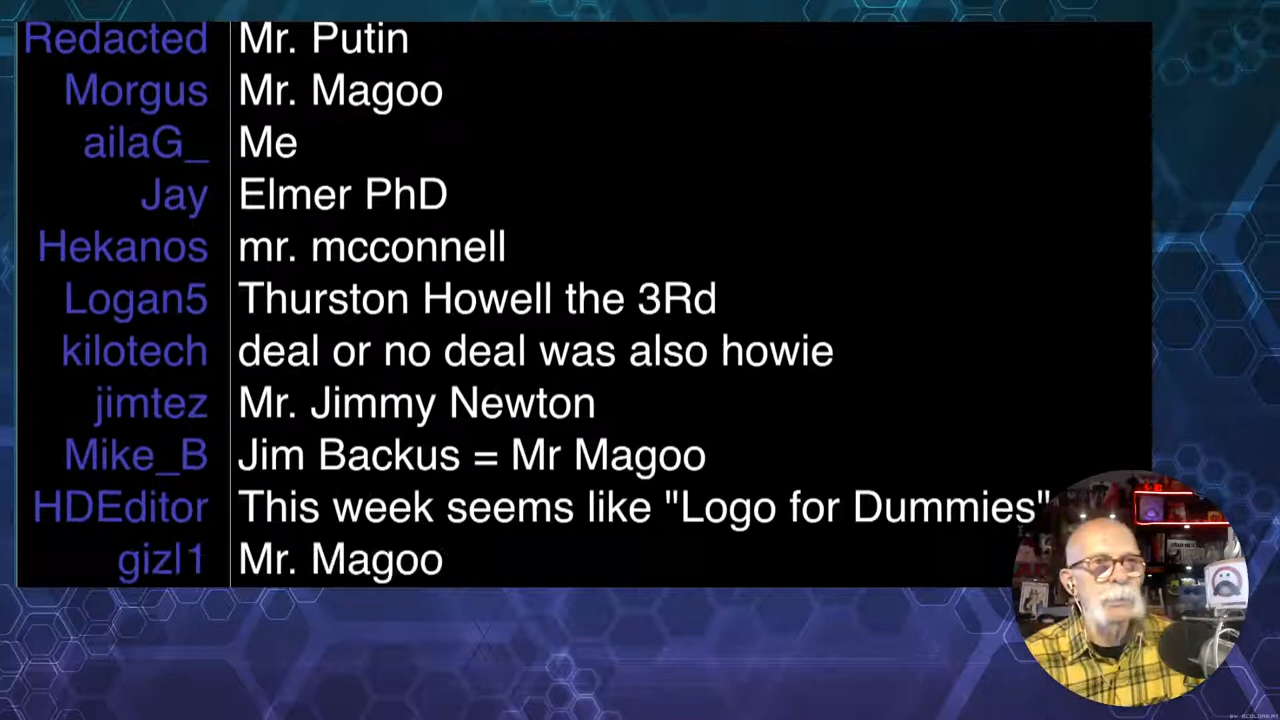 Redacted Mr. Putin
Morgus Mr. Magoo
ailaG_ Me
Jay Elmer PhD
Hekanos mr. mcconnell
Logan5 Thurston Howell the 3Rd
kilotech deal or no deal was also howie
jimtez Mr. Jimmy Newton
Mike_B Jim Backus = Mr Magoo
HDEditor This week seems like "Logo for Dummies"
gizl1 Mr. Magoo